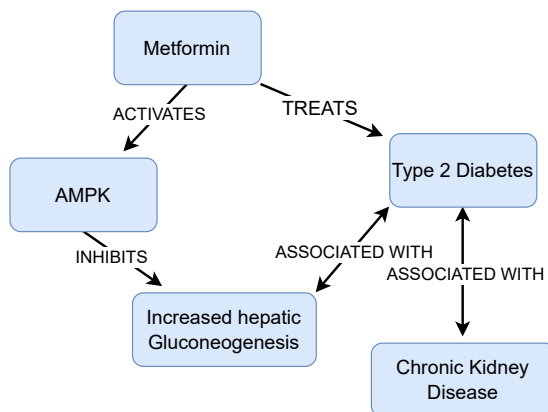 Metformin
ACTIVATES
TREATS
Type 2 Diabetes
AMPK
INHIBITS
ASSOCIATED WITH
ASSOCIATED WITH
Increased hepatic
Gluconeogenesis
Chronic Kidney
Disease